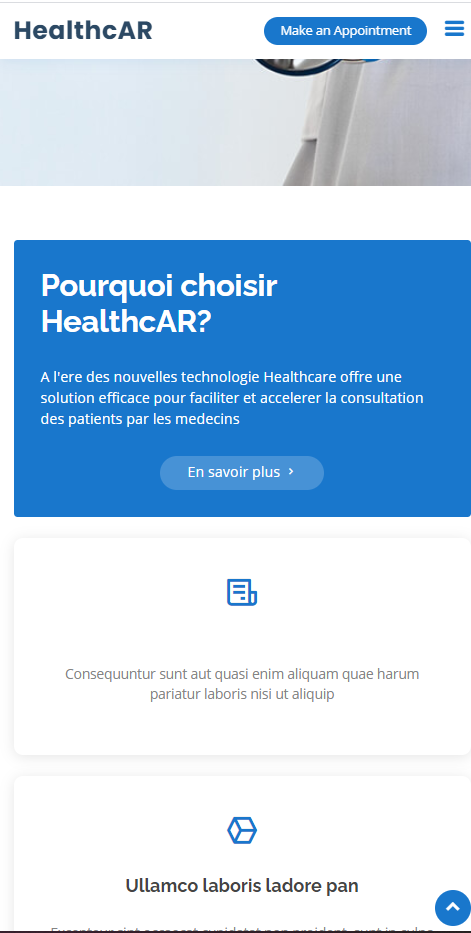 HealthcAR
Make an Appointment
Pourquoi choisir
HealthcAR?
A l'ere des nouvelles technologie Healthcare offre une
solution efficace pour faciliter et accelerer la consultation
des patients par les medecins
En savoir plus
Consequuntur sunt aut quasi enim aliquam quae harum
pariatur laboris nisi ut aliquip
Ullamco laboris ladore pan